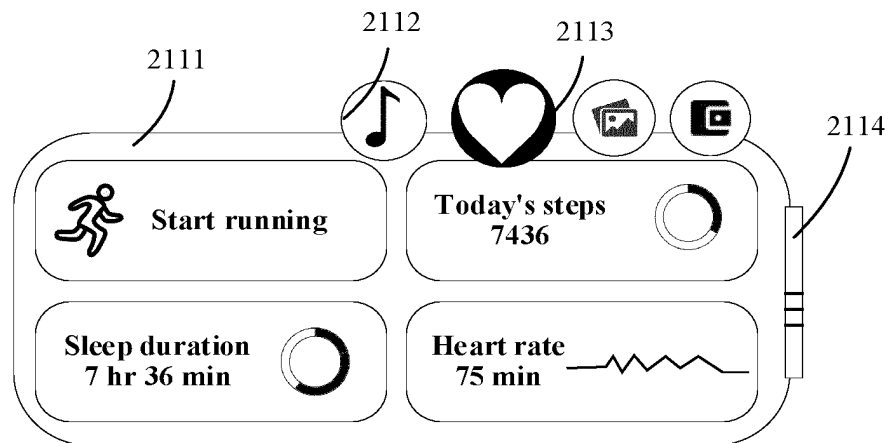 2112
2113
2111
2114
Start running
Today's steps
7436
Sleep duration
7 hr 36 min
Heart rate
75 min